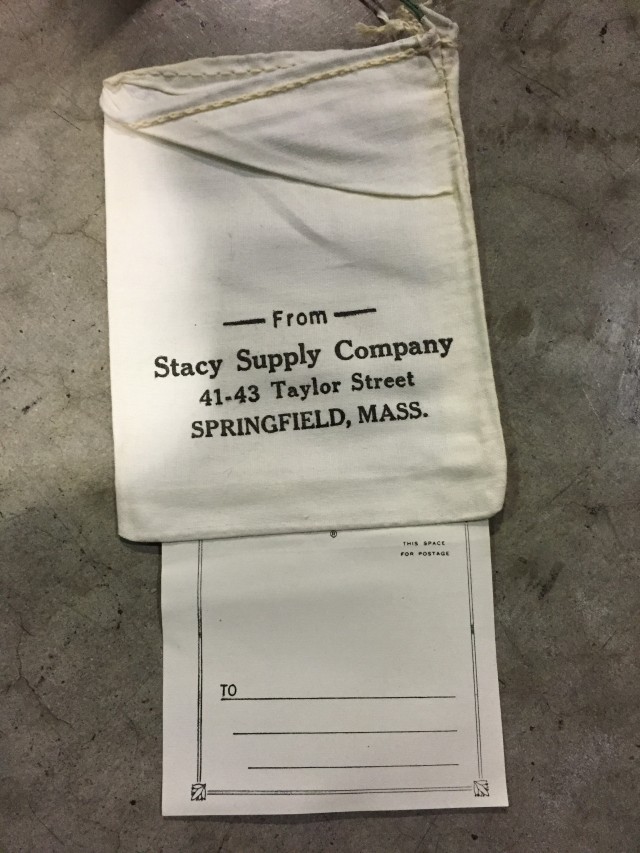 From
Stacy Supply Company
41-43 Taylor Street
SPRINGFIELD, MASS.
®
THIS SPACE
FOR POSTAGE
TO